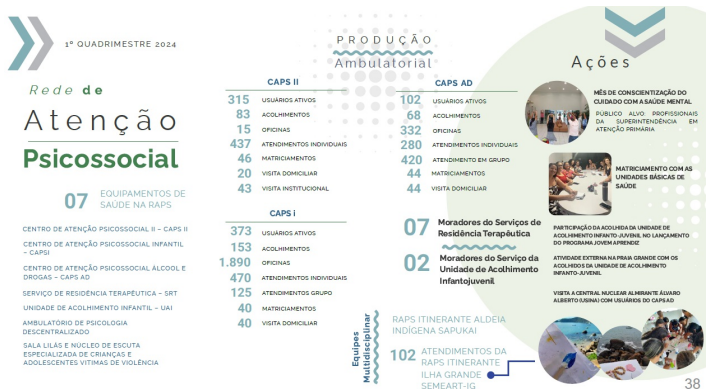 1º QUADRIMESTRE 2024
Rede de
Atenção
Psicossocial
07
EQUIPAMENTOS DE
SAÚDE NA RAPS
CENTRO DE ATENÇÃO PSICOSSOCIAL II – CAPS II
CENTRO DE ATENÇÃO PSICOSSOCIAL INFANTIL
– CAPSI
CENTRO DE ATENÇÃO PSICOSSOCIAL ÁLCOOL E
DROGAS – CAPS AD
SERVIÇO DE RESIDÊNCIA TERAPÊUTICA – SRT
UNIDADE DE ACOLHIMENTO INFANTIL – UAI
AMBULATÓRIO DE PSICOLOGIA
DESCENTRALIZADO
SALA LILÁS E NÚCLEO DE ESCUTA
ESPECIALIZADA DE CRIANÇAS E
ADOLESCENTES VITIMAS DE VIOLÊNCIA
PRODUÇÃO
Ambulatorial
CAPS II
315 USUÁRIOS ATIVOS
83 ACOLHIMENTOS
15 OFICINAS
437 ATENDIMENTOS INDIVIDUAIS
46 MATRICIAMENTOS
20 VISITA DOMICILIAR
43 VISITA INSTITUCIONAL
CAPS i
373 USUÁRIOS ATIVOS
153 ACOLHIMENTOS
1.890 OFICINAS
470 ATENDIMENTOS INDIVIDUAIS
125 ATENDIMENTOS GRUPO
40 MATRICIAMENTOS
40 VISITA DOMICILIAR
CAPS AD
102 USUÁRIOS ATIVOS
68 ACOLHIMENTOS
332 OFICINAS
280 ATENDIMENTOS INDIVIDUAIS
420 ATENDIMENTO EM GRUPO
44 MATRICIAMENTOS
44 VISITA DOMICILIAR
07 Moradores do Serviços de
Residência Terapêutica
02 Moradores do Serviço da
Unidade de Acolhimento
Infantojuvenil
Equipes
Multidisciplinar
RAPS ITINERANTE ALDEIA
INDÍGENA SAPUKAI
102 ATENDIMENTOS DA
RAPS ITINERANTE
ILHA GRANDE
SEMEART-IG
Ações
MÊS DE CONSCIENTIZAÇÃO DO
CUIDADO COM A SAÚDE MENTAL
PÚBLICO ALVO PROFISSIONAIS
DA SUPERINTENDÊNCIA EM
ATENÇÃO PRIMÁRIA
MATRICIAMENTO COM AS
UNIDADES BÁSICAS DE
SAÚDE
PARTICIPAÇÃO DA ACOLHIDA DA UNIDADE DE
ACOLHIMENTO INFANTO-JUVENIL NO LANÇAMENTO
DO PROGRAMA JOVEM APRENDIZ
ATIVIDADE EXTERNA NA PRAIA GRANDE COM OS
ACOLHIDOS DA UNIDADE DE ACOLHIMENTO
INFANTO-JUVENIL
VISITA A CENTRAL NUCLEAR ALMIRANTE ÁLVARO
ALBERTO (USINA) COM USUÁRIOS DO CAPS AD
38